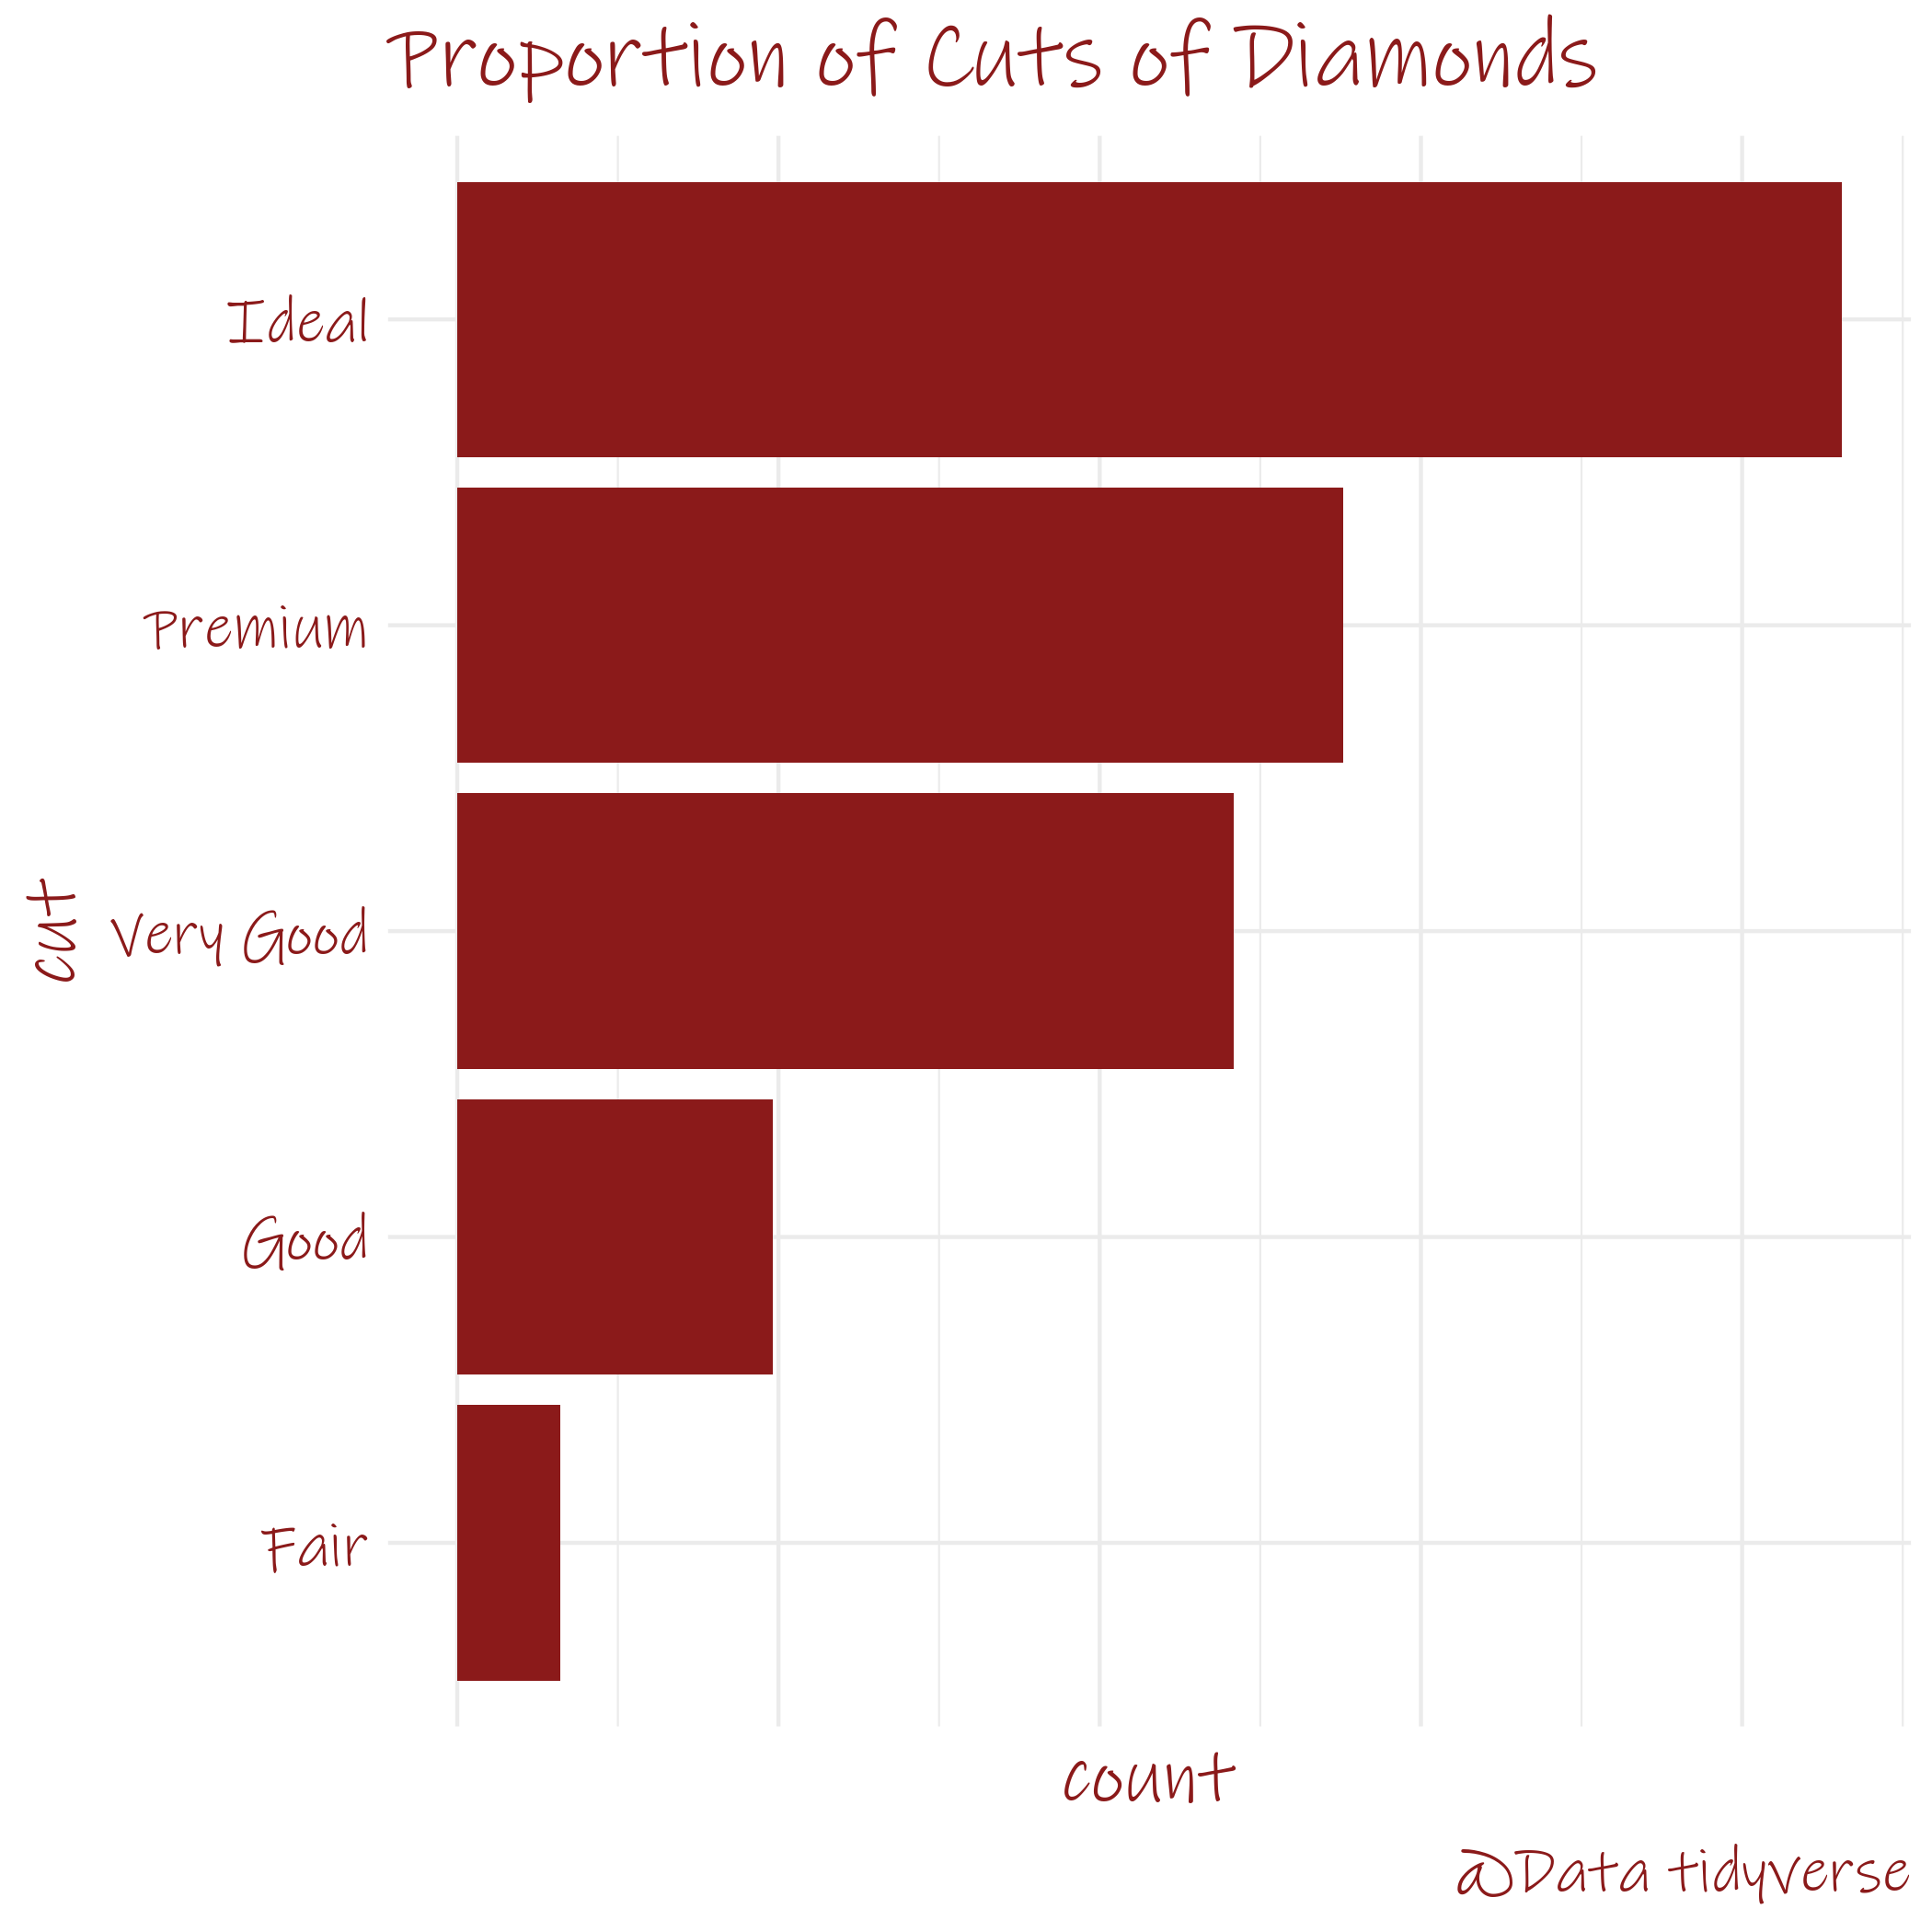 Proportion of Cuts of Diamonds
Ideal
Premium
Very Good
Good
Fair
cut
count
@Data tidyverse